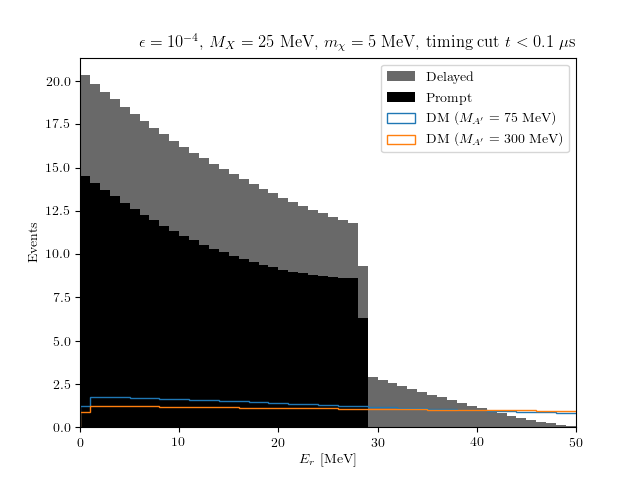 ϵ = 10⁻⁴, M_X = 25 MeV, m_χ = 5 MeV, timing cut t < 0.1 μs
Delayed
Prompt
DM (M_A′ = 75 MeV)
DM (M_A′ = 300 MeV)
20.0
17.5
15.0
12.5
10.0
7.5
5.0
2.5
0.0
Events
0 10 20 30 40 50
E_r [MeV]